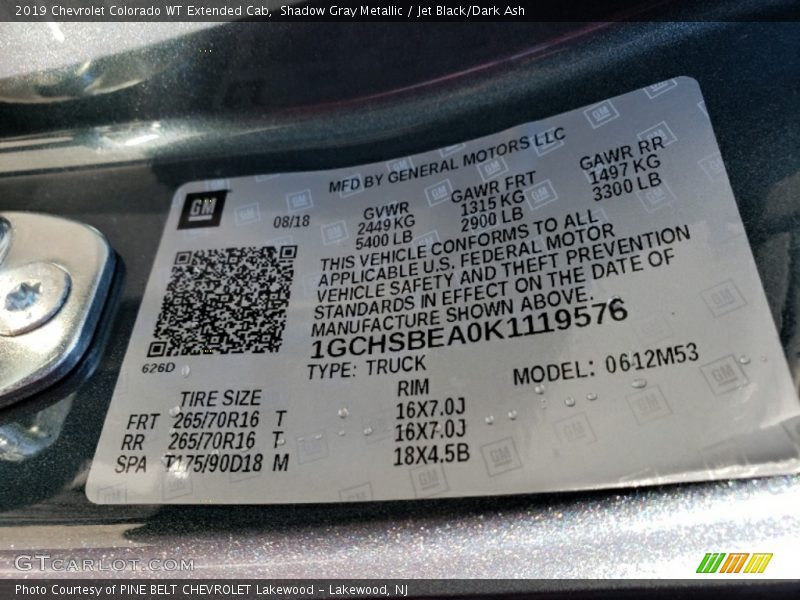 2019 Chevrolet Colorado WT Extended Cab, Shadow Gray Metallic / Jet Black/Dark Ash
MFD BY GENERAL MOTORS LLC
GM
08/18
GVWR
2449 KG
5400 LB
GAWR FRT
1315 KG
2900 LB
GAWR RR
1497 KG
3300 LB
THIS VEHICLE CONFORMS TO ALL
APPLICABLE U.S. FEDERAL MOTOR
VEHICLE SAFETY AND THEFT PREVENTION
STANDARDS IN EFFECT ON THE DATE OF
MANUFACTURE SHOWN ABOVE.
1GCHSBEA0K1119576
626D
TYPE: TRUCK
MODEL: 0612M53
TIRE SIZE
RIM
FRT 265/70R16 T 16X7.0J
RR 265/70R16 T 16X7.0J
SPA T175/90D18 M 18X4.5B
GTCARLOT.COM
Photo Courtesy of PINE BELT CHEVROLET Lakewood - Lakewood, NJ